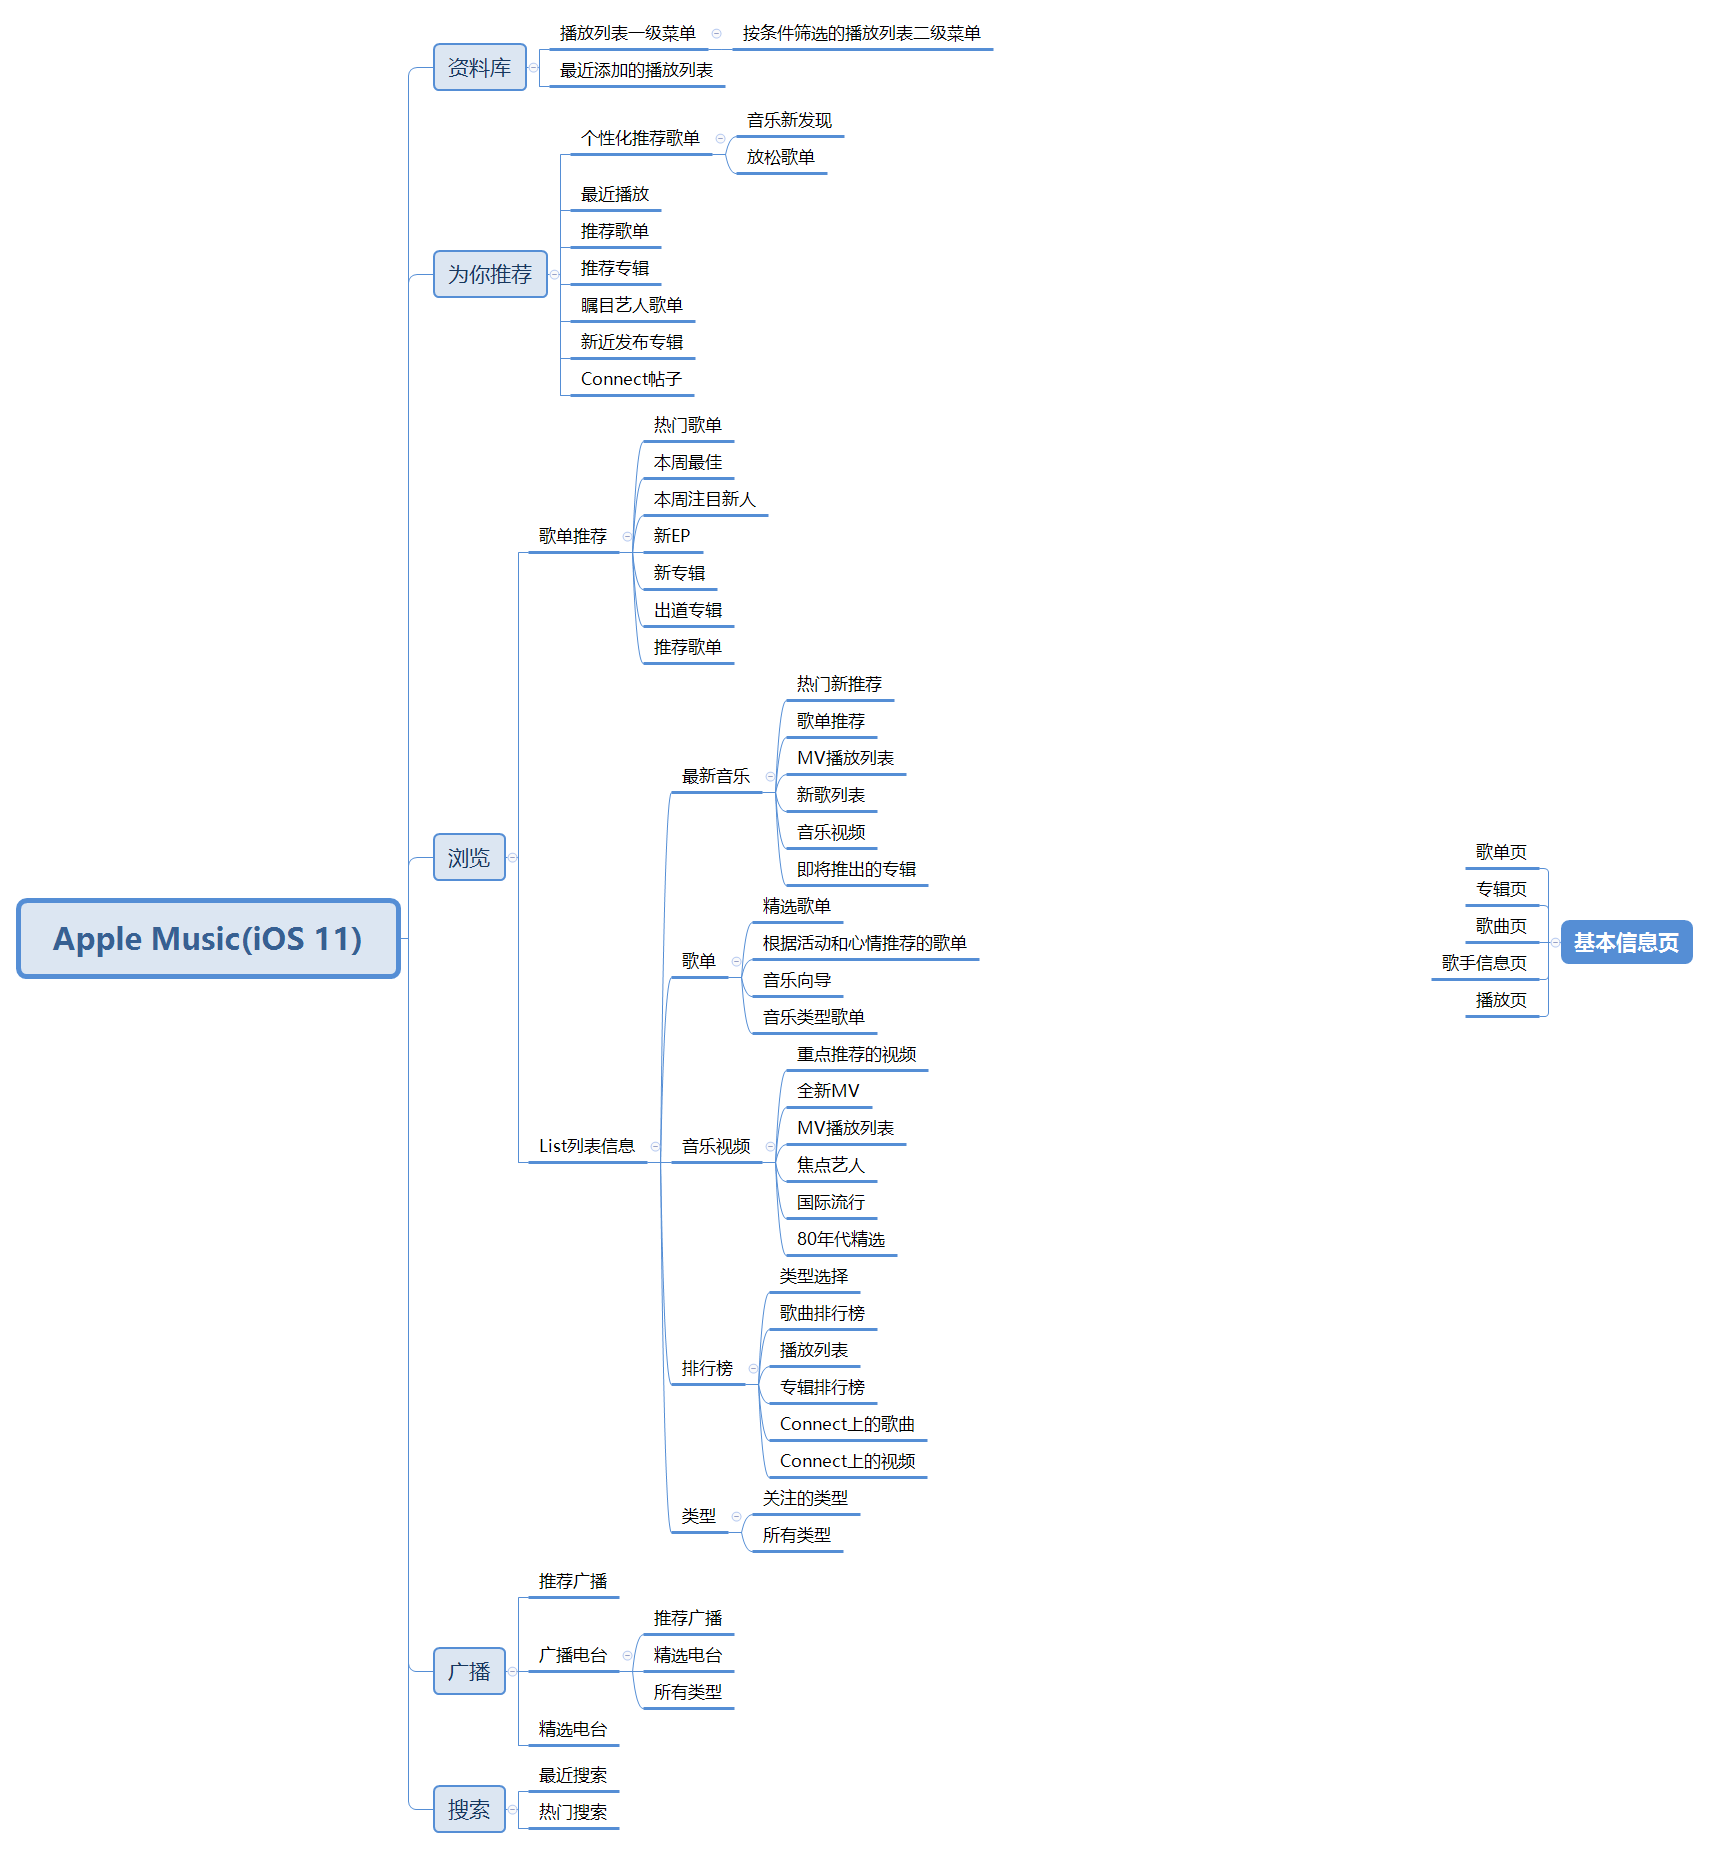 Apple Music(iOS 11)
资料库
播放列表一级菜单
按条件筛选的播放列表二级菜单
最近添加的播放列表
为你推荐
个性化推荐歌单
音乐新发现
放松歌单
最近播放
推荐歌单
推荐专辑
瞩目艺人歌单
新近发布专辑
Connect帖子
浏览
歌单推荐
热门歌单
本周最佳
本周注目新人
新EP
新专辑
出道专辑
推荐歌单
List列表信息
最新音乐
热门新推荐
歌单推荐
MV播放列表
新歌列表
音乐视频
即将推出的专辑
歌单
精选歌单
根据活动和心情推荐的歌单
音乐向导
音乐类型歌单
音乐视频
重点推荐的视频
全新MV
MV播放列表
焦点艺人
国际流行
80年代精选
排行榜
类型选择
歌曲排行榜
播放列表
专辑排行榜
Connect上的歌曲
Connect上的视频
类型
关注的类型
所有类型
广播
推荐广播
广播电台
推荐广播
精选电台
所有类型
精选电台
搜索
最近搜索
热门搜索
基本信息页
歌单页
专辑页
歌曲页
歌手信息页
播放页